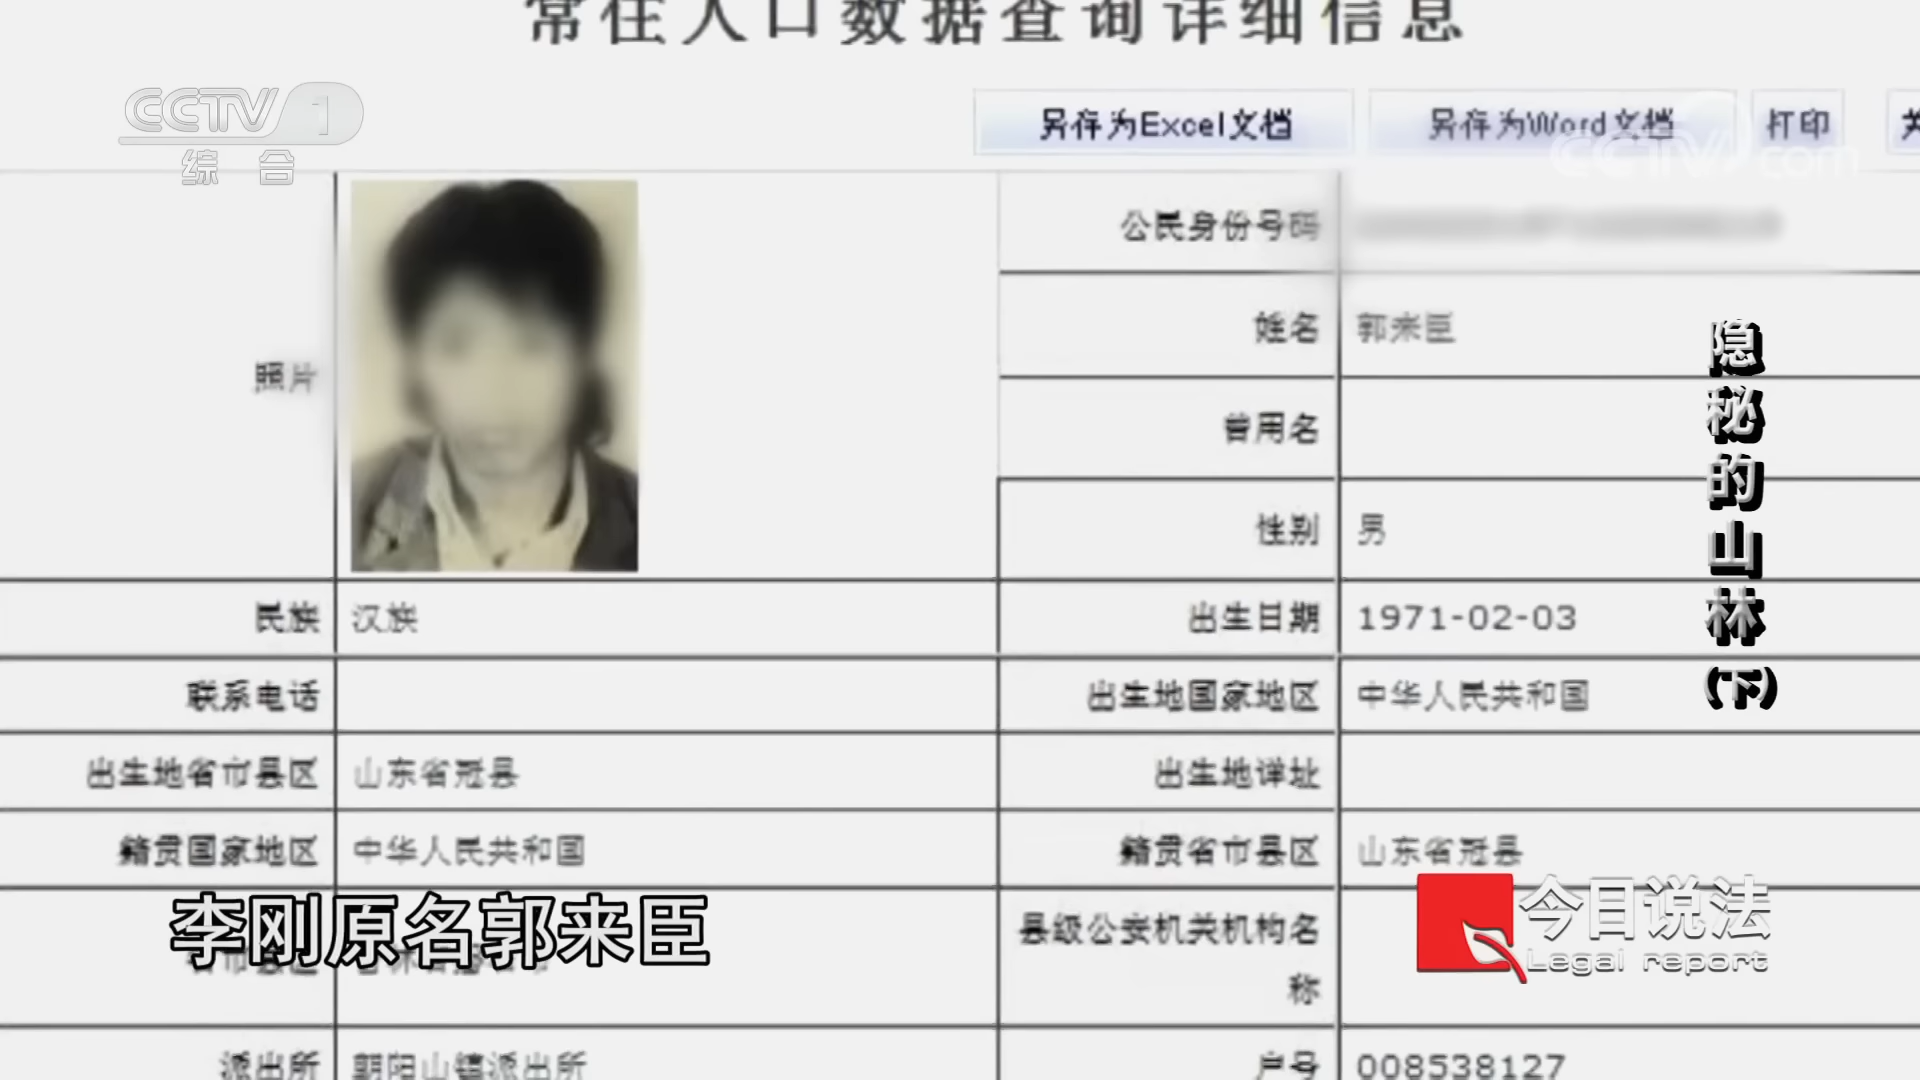 常住人口数据查询详细信息
CCTV 1
综合
另存为Excel文档
另存为Word文档
打印
CCTV.com
照片
公民身份号码
姓名 郭来臣
曾用名
性别 男
民族 汉族
出生日期 1971-02-03
联系电话
出生地国家地区 中华人民共和国
出生地省市县区 山东省冠县
出生地详址
籍贯国家地区 中华人民共和国
籍贯省市县区 山东省冠县
县级公安机关机构名称
派出所 朝阳山镇派出所
户号 008538127
隐秘的山林(下)
李刚原名郭来臣
今日说法
Legal report